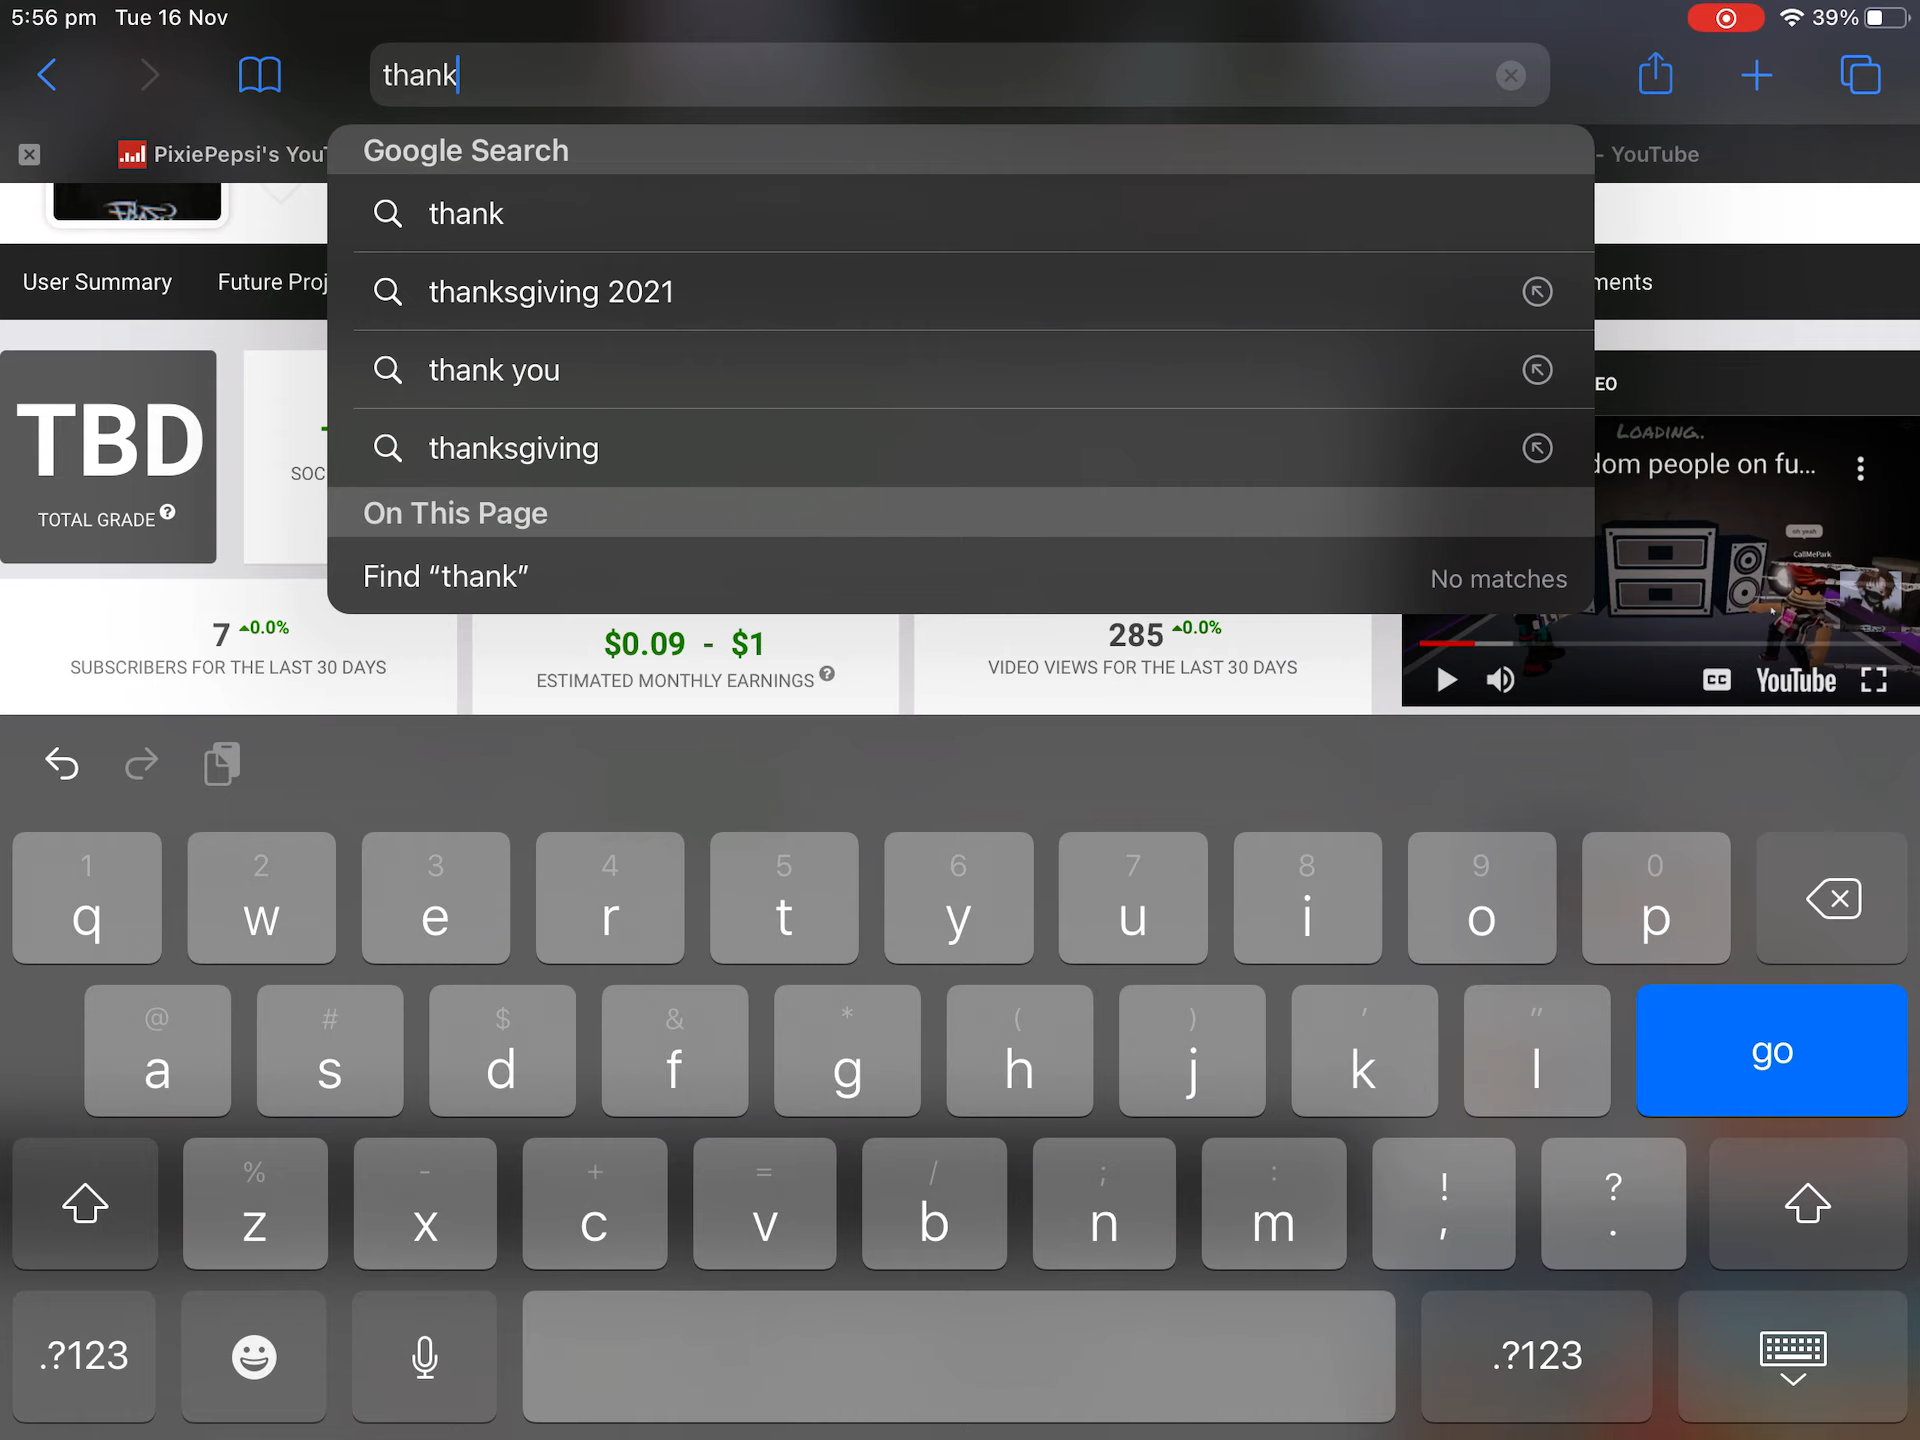 5:56 pm Tue 16 Nov
39%
thank
PixiePepsi's You
- YouTube
Google Search
thank
thanksgiving 2021
thank you
thanksgiving
On This Page
Find “thank”
No matches
User Summary Future Proj
ments
TBD
TOTAL GRADE ?
SOC
EO
LOADING..
dom people on fu...
oh yeah
CallMePark
7 0.0%
SUBSCRIBERS FOR THE LAST 30 DAYS
$0.09 - $1
ESTIMATED MONTHLY EARNINGS ?
285 0.0%
VIDEO VIEWS FOR THE LAST 30 DAYS
CC YouTube
1 2 3 4 5 6 7 8 9 0
q w e r t y u i o p
@ # $ & * ( ) ' "
a s d f g h j k l go
% - + = / ; : ! ?
z x c v b n m , .
.?123 .?123